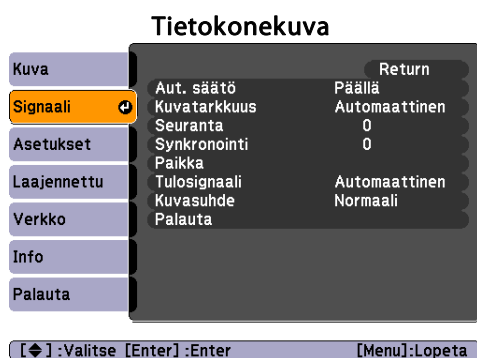 Tietokonekuva
Kuva
Signaali
Asetukset
Laajennettu
Verkko
Info
Palauta
Return
Aut. säätö Päällä
Kuvatarkkuus Automaattinen
Seuranta 0
Synkronointi 0
Paikka
Tulosignaali Automaattinen
Kuvasuhde Normaali
Palauta
[◆] :Valitse [Enter] :Enter [Menu]:Lopeta